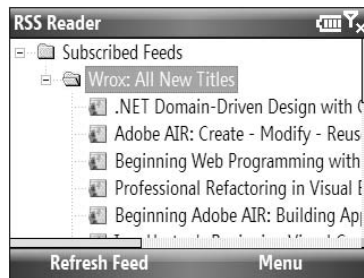 RSS Reader
Subscribed Feeds
Wrox: All New Titles
.NET Domain-Driven Design with
Adobe AIR: Create - Modify - Reus
Beginning Web Programming with
Professional Refactoring in Visual
Beginning Adobe AIR: Building Ap
Refresh Feed Menu